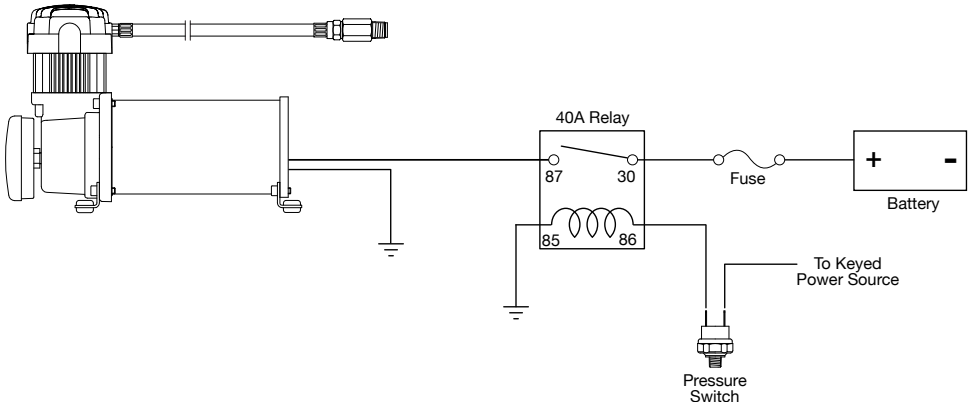 40A Relay
87 30
85 86
Fuse
+ -
Battery
To Keyed
Power Source
Pressure
Switch